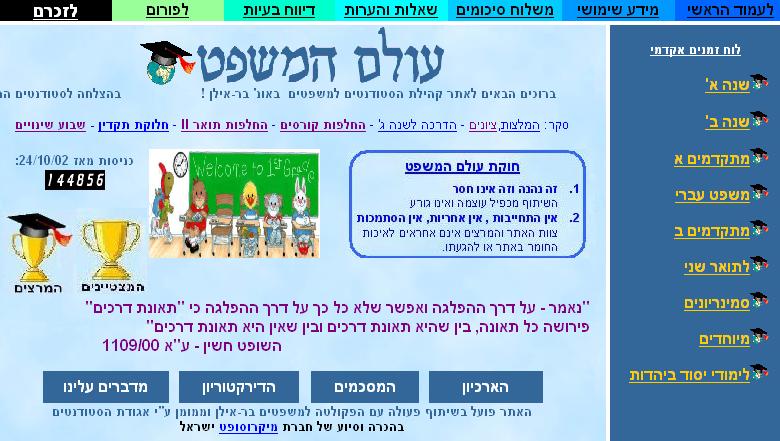 לעמוד הראשי מידע שימושי משלוח סיכומים שאלות והערות דיווח בעיות לפורום לזכרם
לוח זמנים אקדמי
שנה א'
שנה ב'
מתקדמים א
משפט עברי
מתקדמים ב
לתואר שני
סמינריונים
מיוחדים
לימודי יסוד ביהדות
עולם המשפט
ברוכים הבאים לאתר קהילת הסטודנטים למשפטים באונ' בר-אילן !
בהצלחה לסטודנטים
סקר: המלצות,ציונים - הדרכה לשנה ג' - החלפות קורסים - החלפות תואר II - חלוקת תקדין - שבוע שינויים
חוקת עולם המשפט
1. זה נהנה וזה אינו חסר
השיתוף מכפיל עוצמה ואינו גורע
2. אין התחייבות , אין אחריות, אין הסתמכות
צוות האתר והמרצים אינם אחראים לאיכות
החומר באתר או להגעתו.
Welcome to 1st Grade
כניסות מאז 24/10/02:
144856
המצטיינים
המרצים
"נאמר - על דרך ההפלגה ואפשר שלא כל כך על דרך ההפלגה כי "תאונת דרכים"
פירושה כל תאונה, בין שהיא תאונת דרכים ובין שאין היא תאונת דרכים"
השופט חשין - ע"א 1109/00
הארכיון המסכמים הדירקטוריון מדברים עלינו
האתר פועל בשיתוף פעולה עם הפקולטה למשפטים בר-אילן וממומן ע"י אגודת הסטודנטים
בהכרה וסיוע של חברת מיקרוסופט ישראל